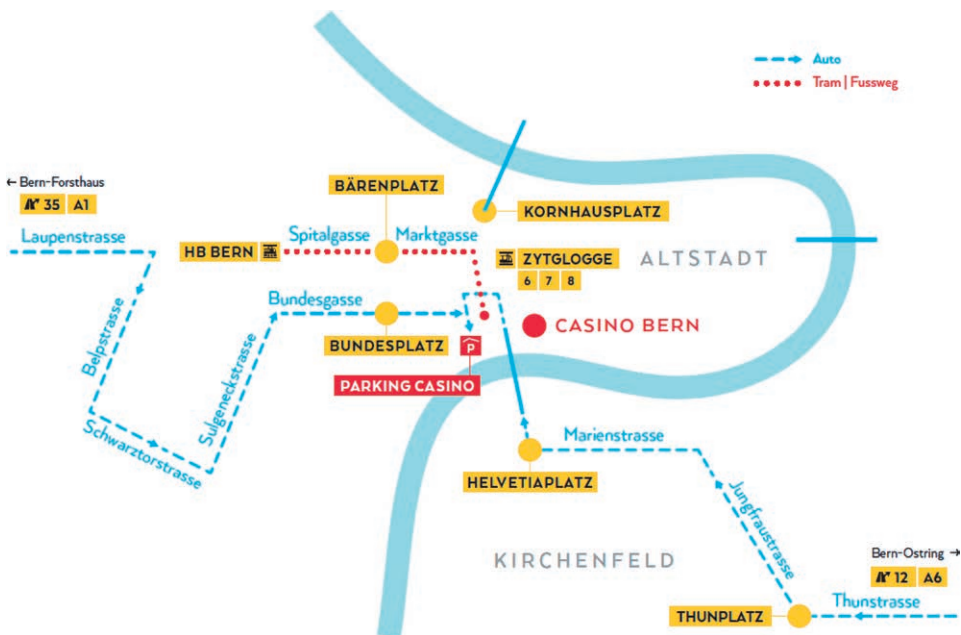 Auto
Tram | Fussweg
← Bern-Forsthaus
35 A1
Laupenstrasse
BÄRENPLATZ
KORNHAUSPLATZ
HB BERN
Spitalgasse
Marktgasse
ZYTGLOGGE
6 7 8
ALTSTADT
Bundesgasse
BUNDESPLATZ
P
CASINO BERN
PARKING CASINO
Belpstrasse
Sulgeneckstrasse
Schwarztorstrasse
Marienstrasse
HELVETIAPLATZ
Jungfraustrasse
KIRCHENFELD
Bern-Ostring →
12 A6
Thunstrasse
THUNPLATZ